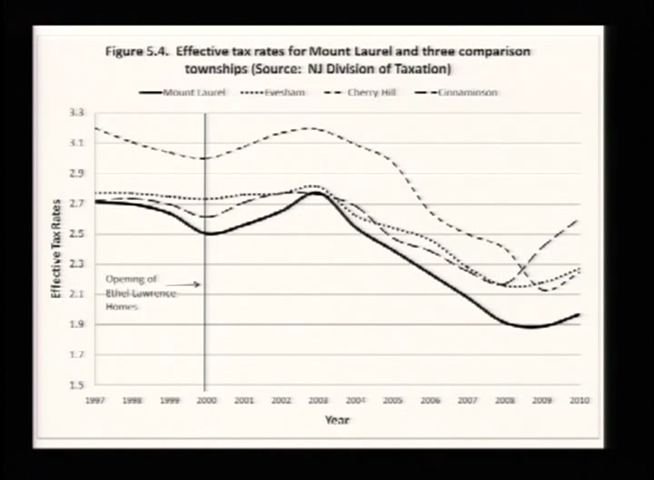 Figure 5.4. Effective tax rates for Mount Laurel and three comparison
townships (Source: NJ Division of Taxation)
Mount Laurel Evesham Cherry Hill Cinnaminson
3.3
3.1
2.9
2.7
2.5
2.3
2.1
1.9
1.7
1.5
Effective Tax Rates
Opening of
Ethel Lawrence
Homes
1997 1998 1999 2000 2001 2002 2003 2004 2005 2006 2007 2008 2009 2010
Year